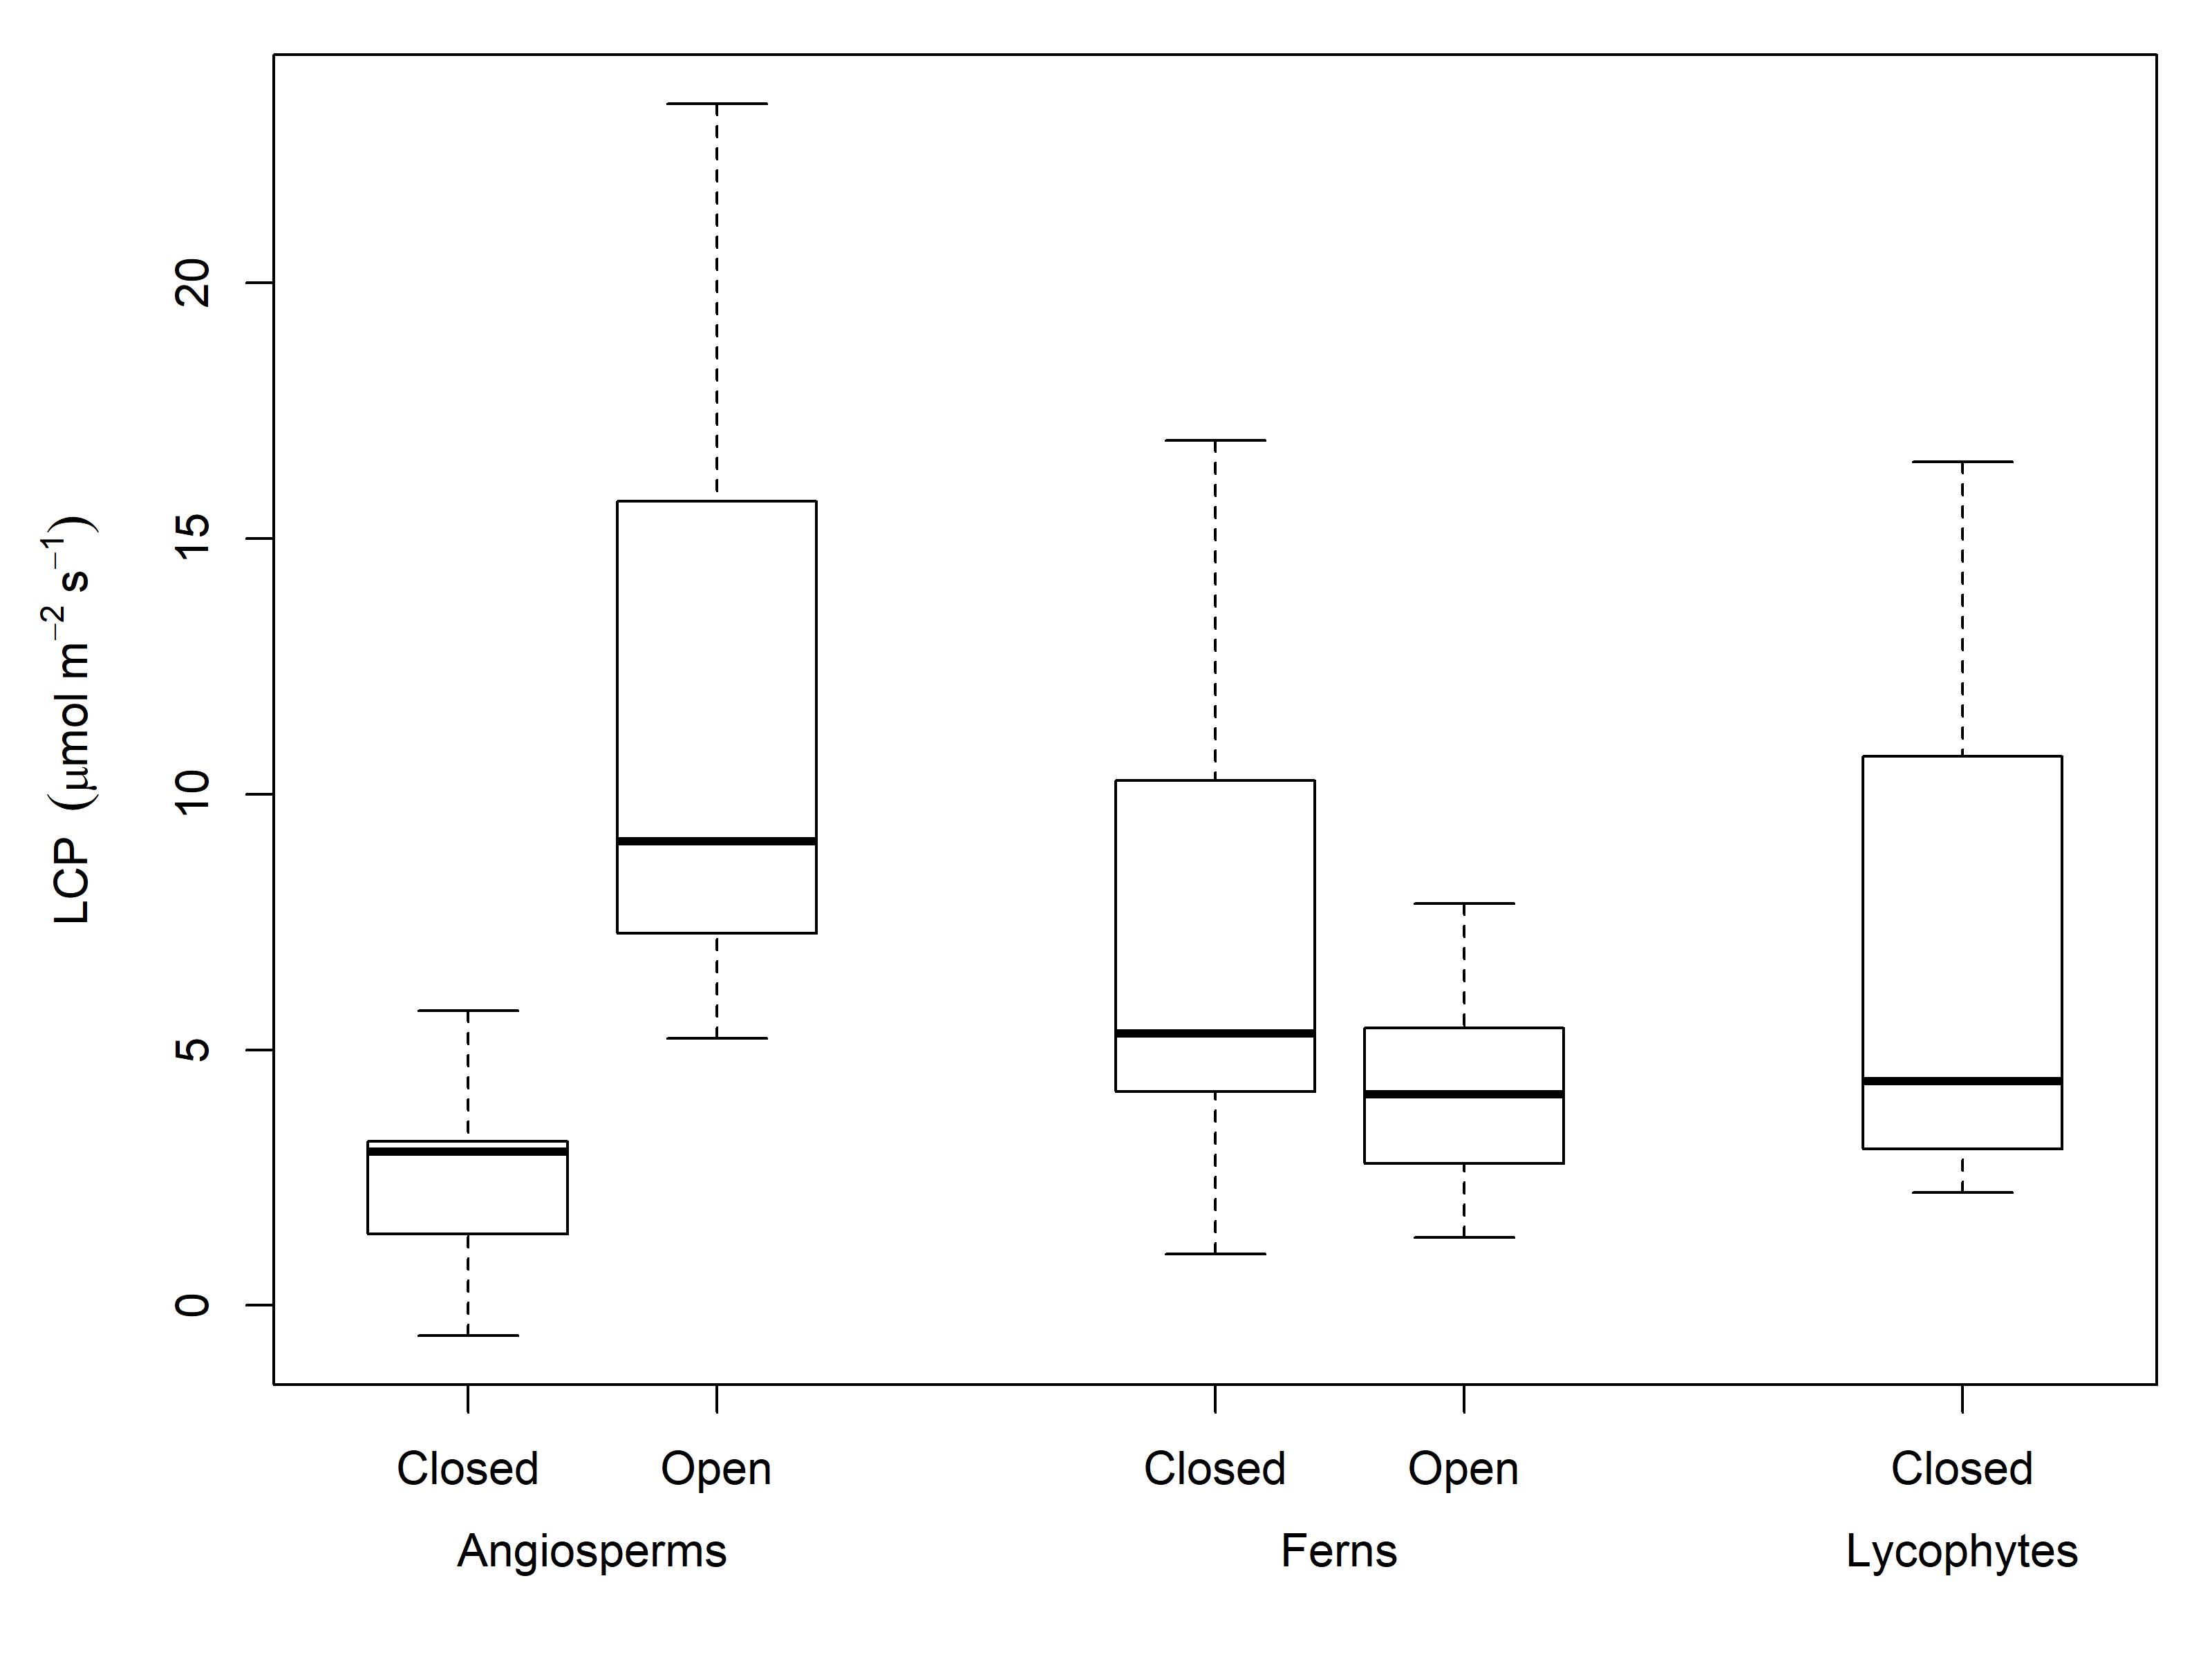 LCP (μmol m−2 s−1)
20
15
10
5
0
Closed Open Closed Open Closed
Angiosperms Ferns Lycophytes